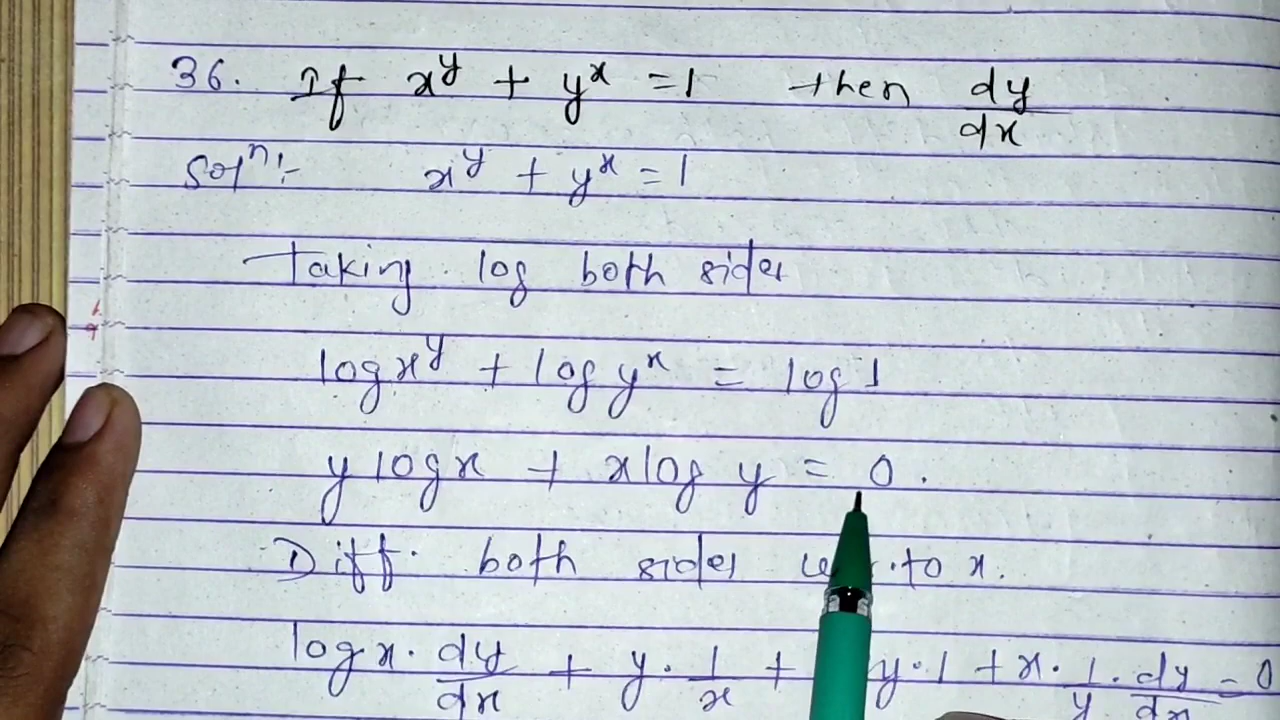 36. If x^y + y^x = 1 then dy/dx
Solⁿ:- x^y + y^x = 1
Taking log both sides
log x^y + log y^x = log 1
y log x + x log y = 0.
Diff. both sides to x.
log x · dy/dx + y · 1/x + y · 1 + x · 1/y · dy/dx = 0